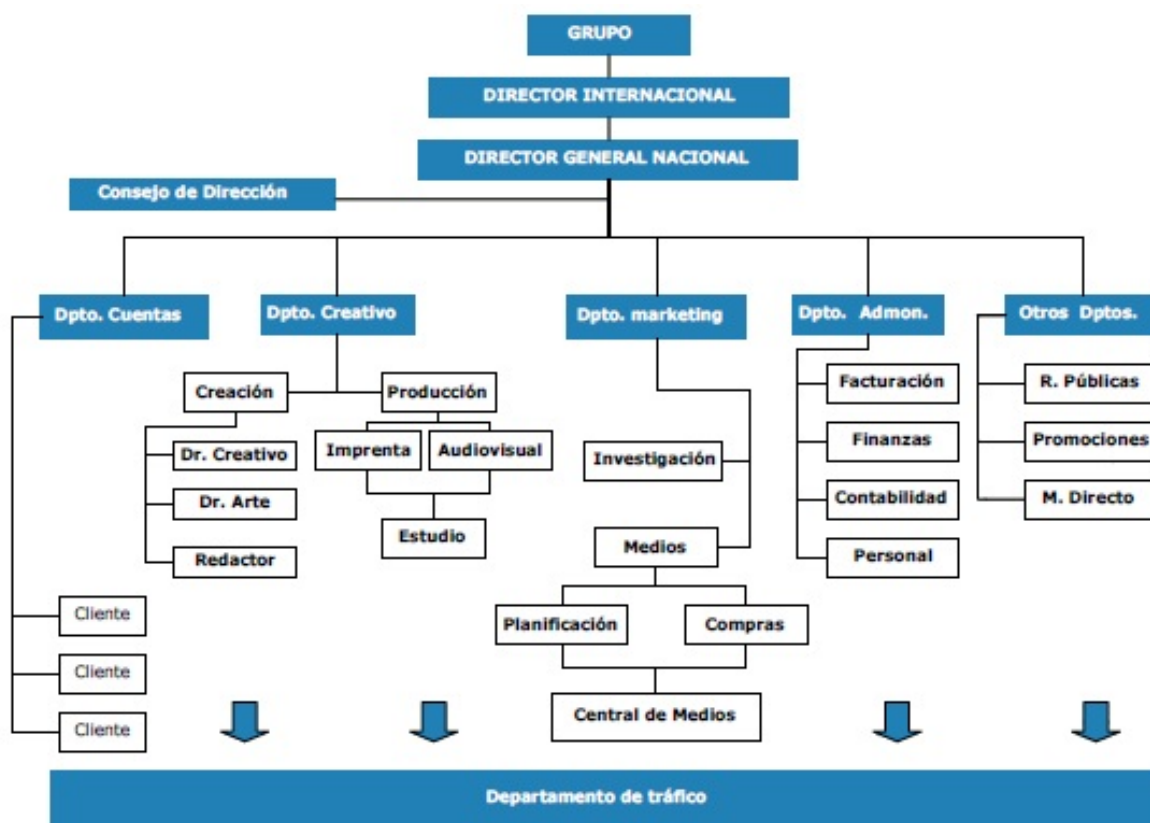 GRUPO
DIRECTOR INTERNACIONAL
DIRECTOR GENERAL NACIONAL
Consejo de Dirección
Dpto. Cuentas
Dpto. Creativo
Dpto. marketing
Dpto. Admon.
Otros Dptos.
Creación
Producción
Facturación
R. Públicas
Dr. Creativo
Imprenta
Audiovisual
Investigación
Finanzas
Promociones
Dr. Arte
Contabilidad
M. Directo
Estudio
Redactor
Medios
Personal
Cliente
Planificación
Compras
Cliente
Central de Medios
Cliente
Departamento de tráfico